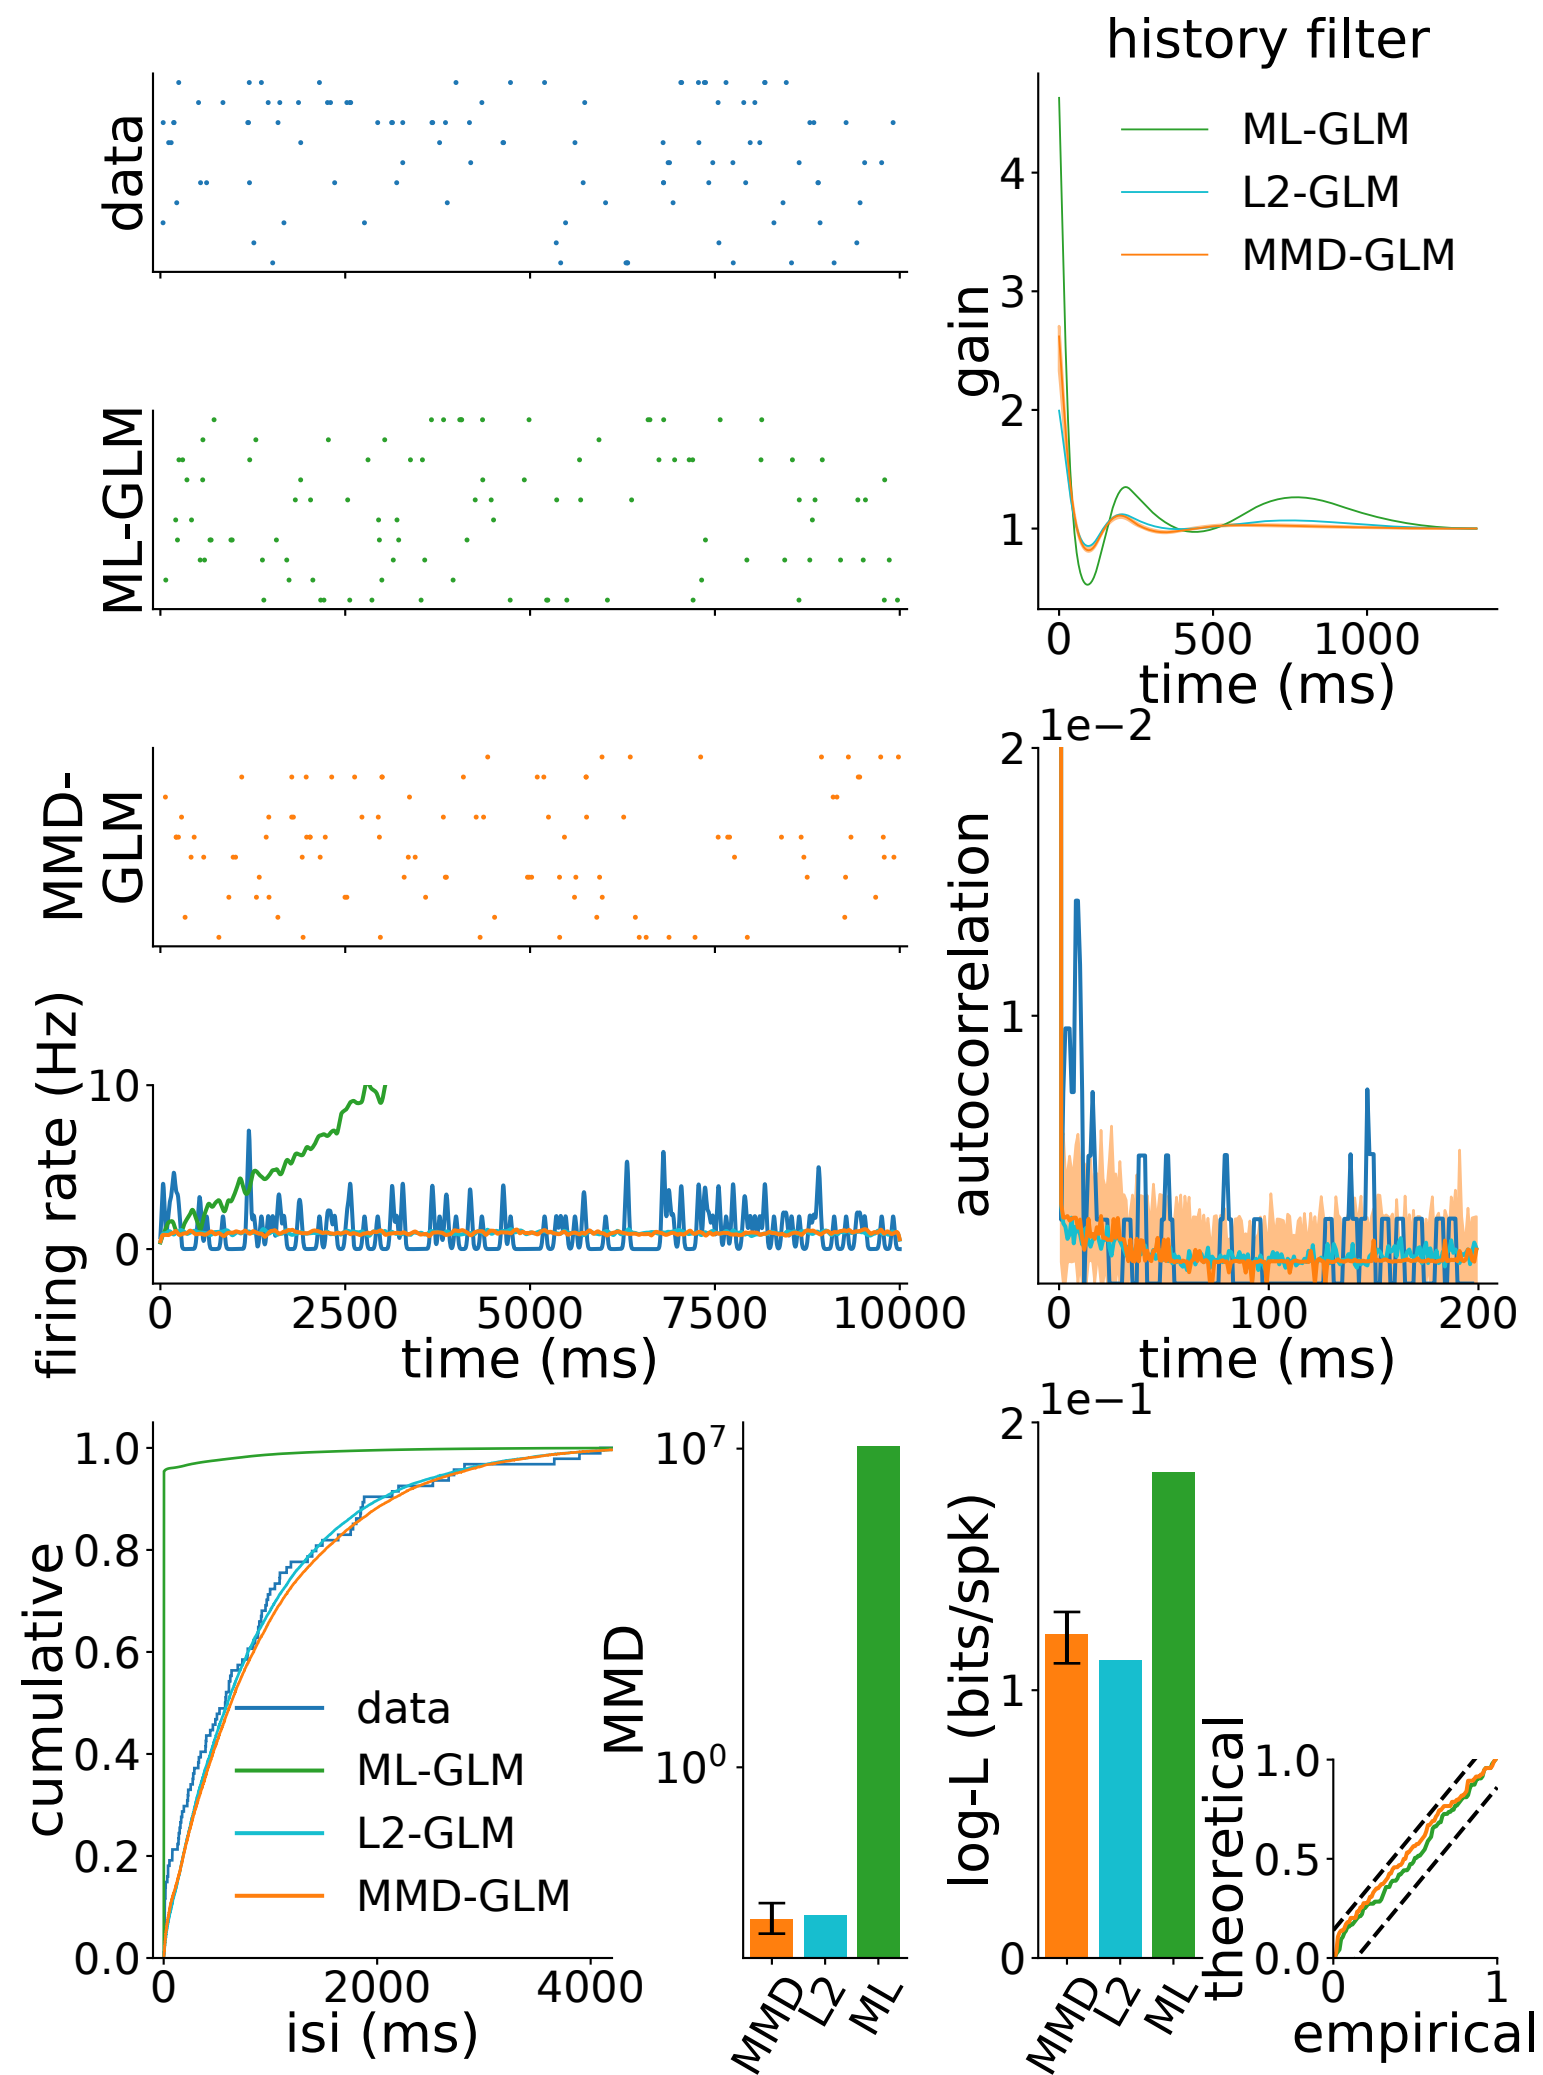 history filter
data
ML-GLM
L2-GLM
MMD-GLM
4
3
2
1
gain
0
500
1000
time (ms)
ML-GLM
MMD-
GLM
1e−2
2
1
autocorrelation
0
100
200
time (ms)
firing rate (Hz)
10
0
0
2500
5000
7500
10000
time (ms)
cumulative
1.0
0.8
0.6
0.4
0.2
0.0
data
ML-GLM
L2-GLM
MMD-GLM
0
2000
4000
isi (ms)
MMD
10^7
10^0
MMD
L2
ML
1e−1
log-L (bits/spk)
2
1
0
MMD
L2
ML
theoretical
1.0
0.5
0.0
0
1
empirical